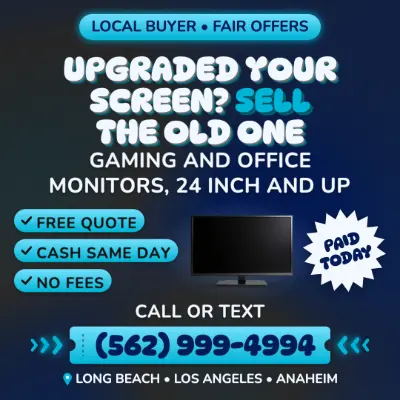 LOCAL BUYER • FAIR OFFERS
UPGRADED YOUR
SCREEN? SELL
THE OLD ONE
GAMING AND OFFICE
MONITORS, 24 INCH AND UP
FREE QUOTE
CASH SAME DAY
NO FEES
PAID
TODAY
CALL OR TEXT
(562) 999-4994
LONG BEACH • LOS ANGELES • ANAHEIM